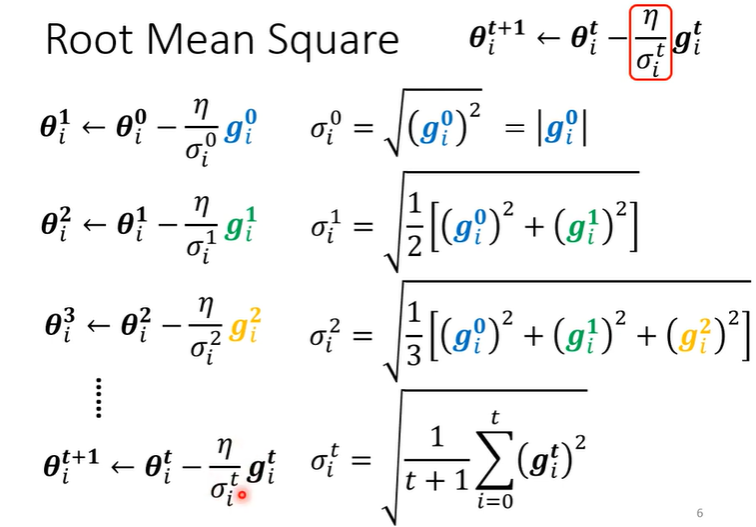 Root Mean Square
θᵢᵗ⁺¹ ← θᵢᵗ − (η / σᵢᵗ) gᵢᵗ
θᵢ¹ ← θᵢ⁰ − (η / σᵢ⁰) gᵢ⁰    σᵢ⁰ = √((gᵢ⁰)²) = |gᵢ⁰|
θᵢ² ← θᵢ¹ − (η / σᵢ¹) gᵢ¹    σᵢ¹ = √(1/2 [(gᵢ⁰)² + (gᵢ¹)²])
θᵢ³ ← θᵢ² − (η / σᵢ²) gᵢ²    σᵢ² = √(1/3 [(gᵢ⁰)² + (gᵢ¹)² + (gᵢ²)²])
⋮
θᵢᵗ⁺¹ ← θᵢᵗ − (η / σᵢᵗ) gᵢᵗ    σᵢᵗ = √(1/(t + 1) ∑ᵢ₌₀ᵗ (gᵢᵗ)²)
6